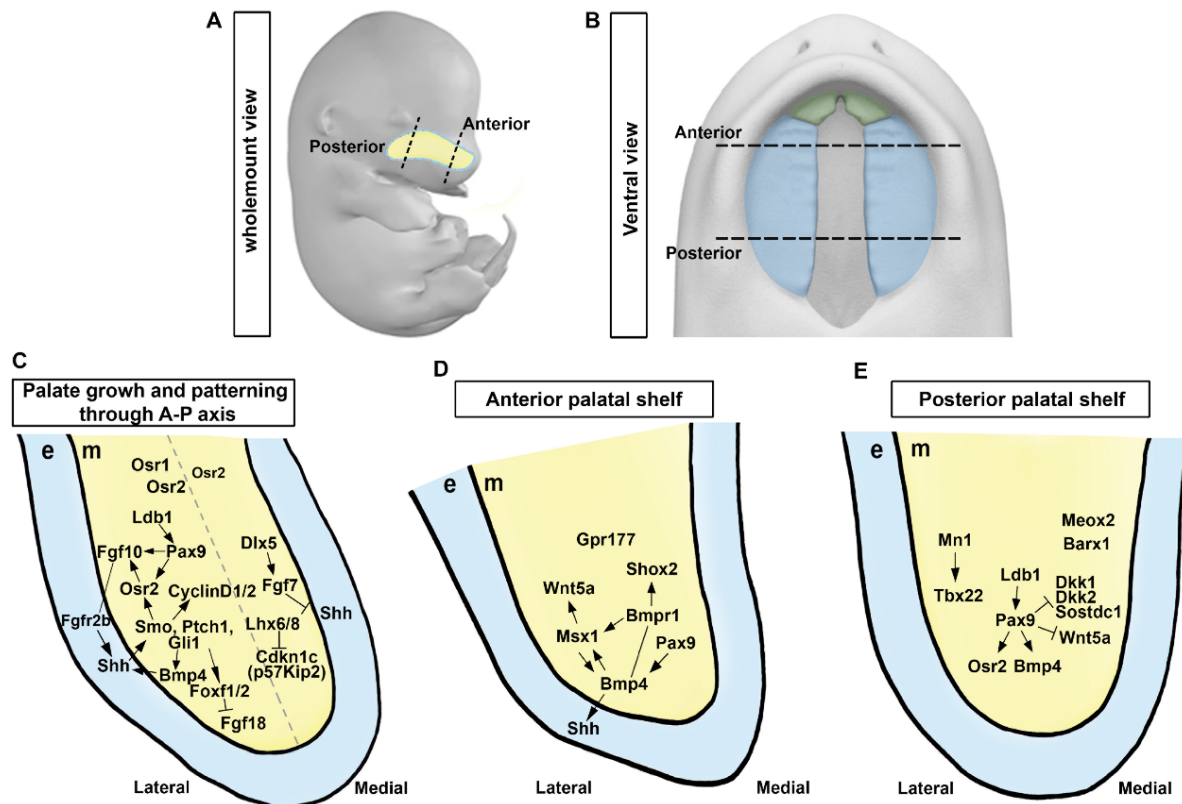 A
wholemount view
Anterior
Posterior
B
Ventral view
Anterior
Posterior
C
Palate growh and patterning
through A-P axis
e m
Osr1
Osr2
Osr2
Ldb1
Fgf10
Pax9
Dlx5
Osr2
CyclinD1/2
Fgf7
Fgfr2b
Smo, Ptch1,
Gli1
Lhx6/8
Shh
Shh
Bmp4
Cdkn1c
(p57Kip2)
Foxf1/2
Fgf18
Lateral
Medial
D
Anterior palatal shelf
e m
Gpr177
Wnt5a
Shox2
Msx1
Bmpr1
Pax9
Bmp4
Shh
Lateral
Medial
E
Posterior palatal shelf
e m
Meox2
Barx1
Mn1
Tbx22
Ldb1
Dkk1
Dkk2
Sostdc1
Pax9
Wnt5a
Osr2 Bmp4
Lateral
Medial